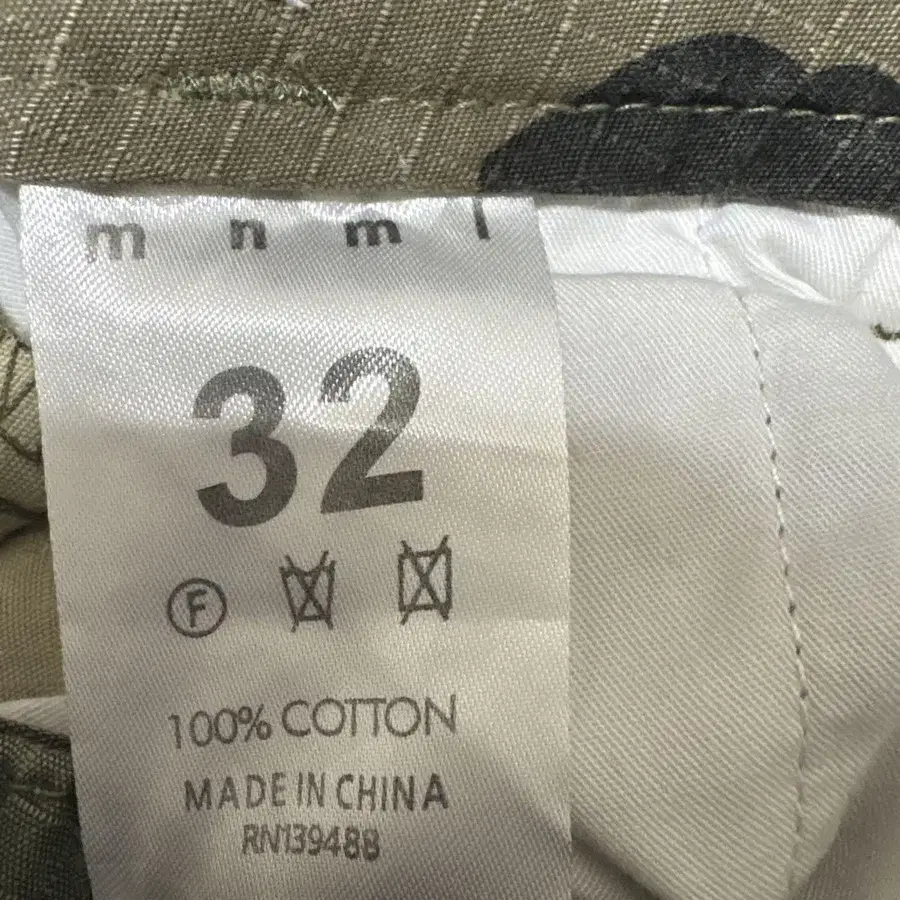 m n m l
32
F
100% COTTON
MADE IN CHINA
RN139488